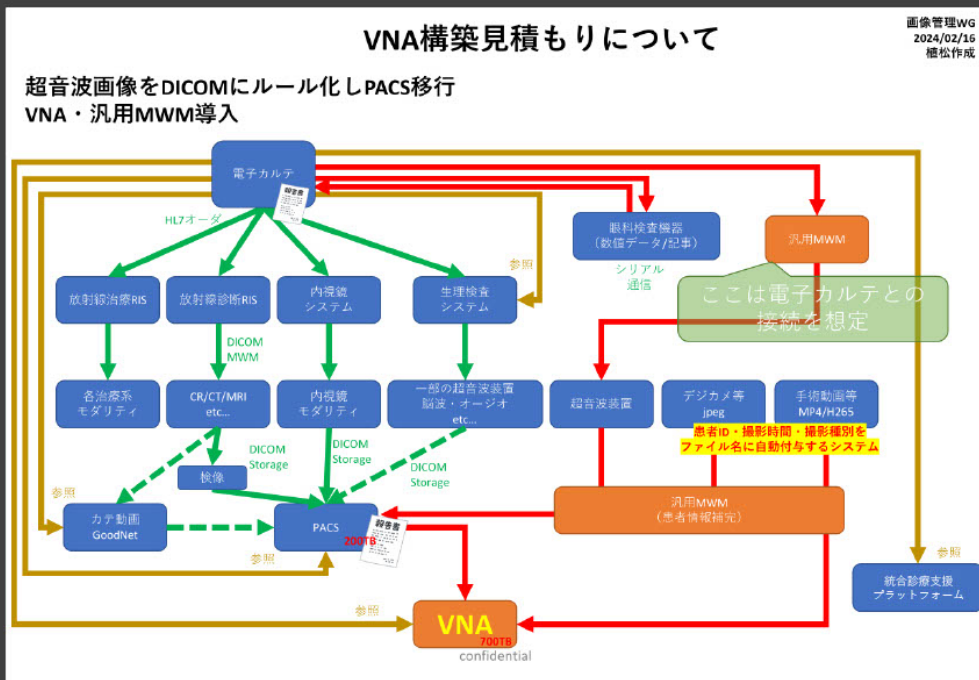 VNA構築見積もりについて
画像管理WG
2024/02/16
植松作成
超音波画像をDICOMにルール化しPACS移行
VNA・汎用MWM導入
電子カルテ
報告書
HL7オーダ
参照
眼科検査機器
(数値データ/記事)
シリアル
通信
汎用MWM
ここは電子カルテとの
接続を想定
放射線治療RIS
放射線診断RIS
内視鏡
システム
生理検査
システム
DICOM
MWM
各治療系
モダリティ
CR/CT/MRI
etc...
内視鏡
モダリティ
一部の超音波装置
脳波・オージオ
etc...
超音波装置
デジカメ等
jpeg
手術動画等
MP4/H265
患者ID・撮影時間・撮影種別を
ファイル名に自動付与するシステム
DICOM
Storage
DICOM
Storage
DICOM
Storage
検像
参照
カテ動画
GoodNet
PACS
200TB
報告書
汎用MWM
(患者情報補完)
参照
参照
統合診療支援
プラットフォーム
参照
VNA
700TB
confidential